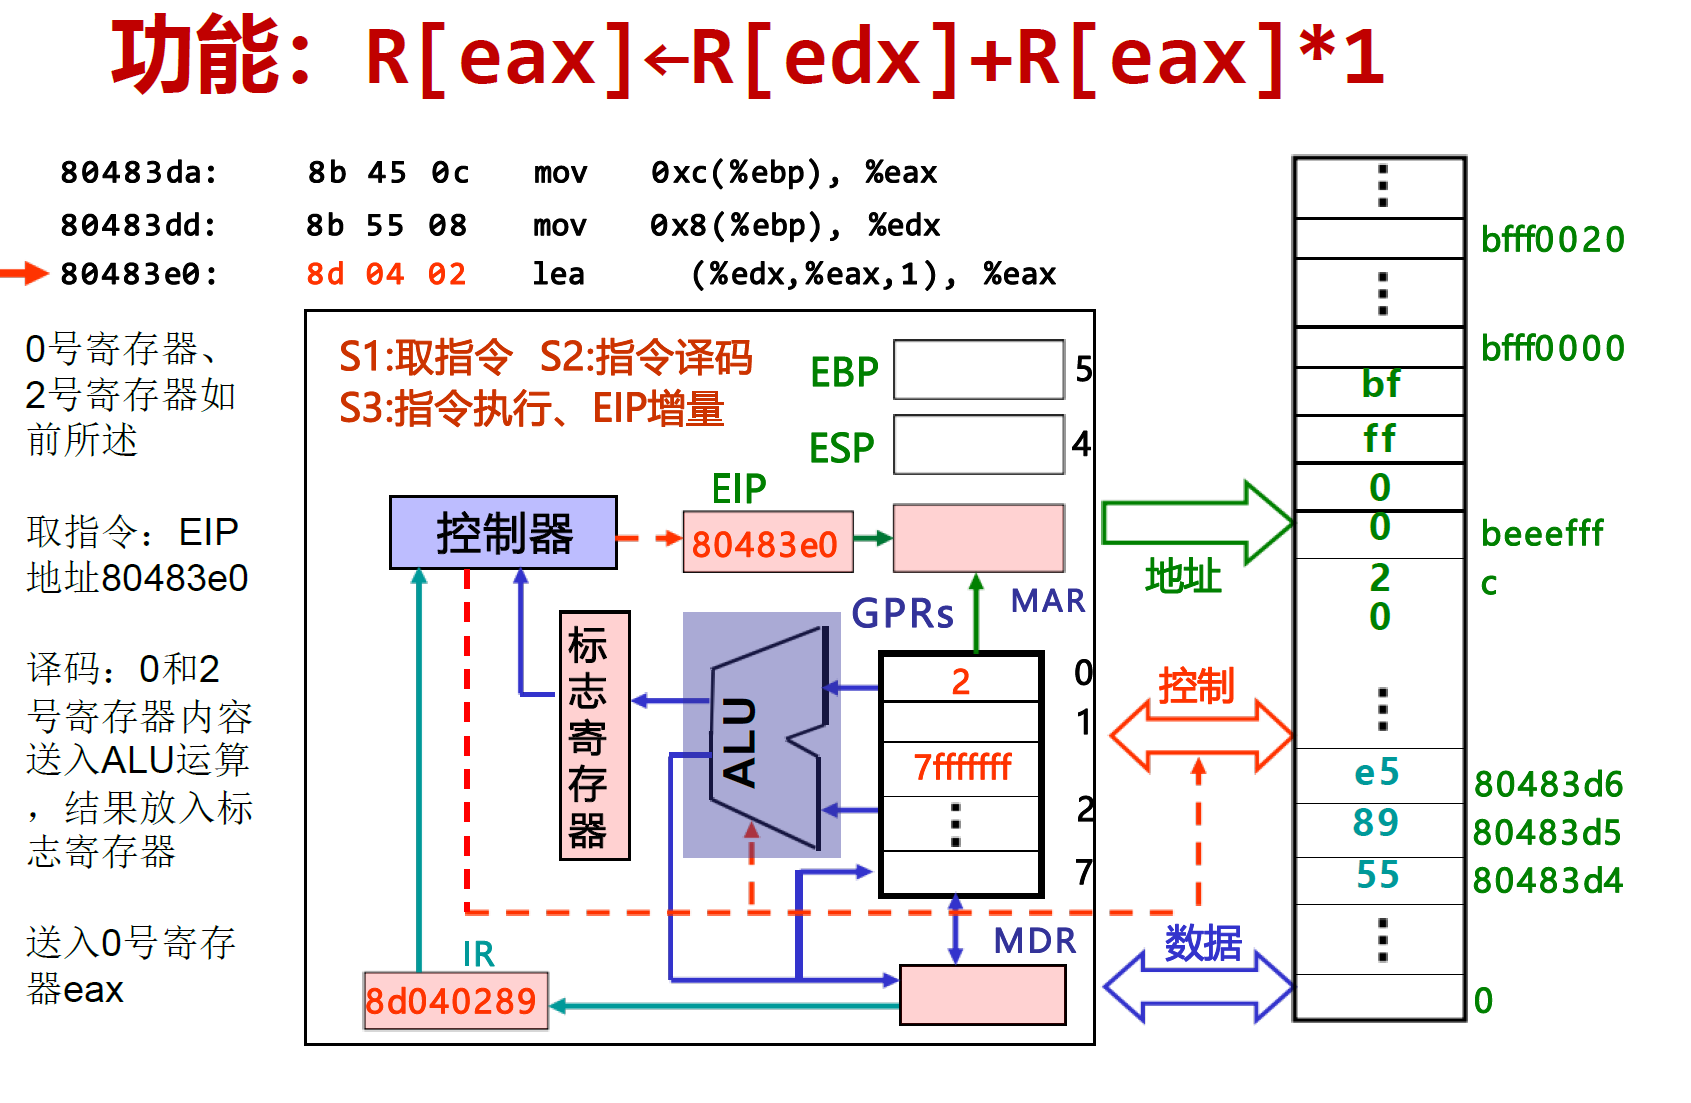 功能：R[eax]←R[edx]+R[eax]*1
80483da: 8b 45 0c mov 0xc(%ebp), %eax
80483dd: 8b 55 08 mov 0x8(%ebp), %edx
80483e0: 8d 04 02 lea (%edx,%eax,1), %eax
0号寄存器、
2号寄存器如
前所述
取指令：EIP
地址80483e0
译码：0和2
号寄存器内容
送入ALU运算
，结果放入标
志寄存器
送入0号寄存
器eax
S1:取指令 S2:指令译码
S3:指令执行、EIP增量
EBP
5
ESP
4
EIP
控制器
80483e0
MAR
GPRs
标
志
寄
存
器
ALU
2
0
1
7fffffff
2
⋮
7
MDR
IR
8d040289
地址
控制
数据
⋮
bfff0020
⋮
bfff0000
bf
ff
0
0
beeefff
c
2
0
⋮
e5
80483d6
89
80483d5
55
80483d4
⋮
0